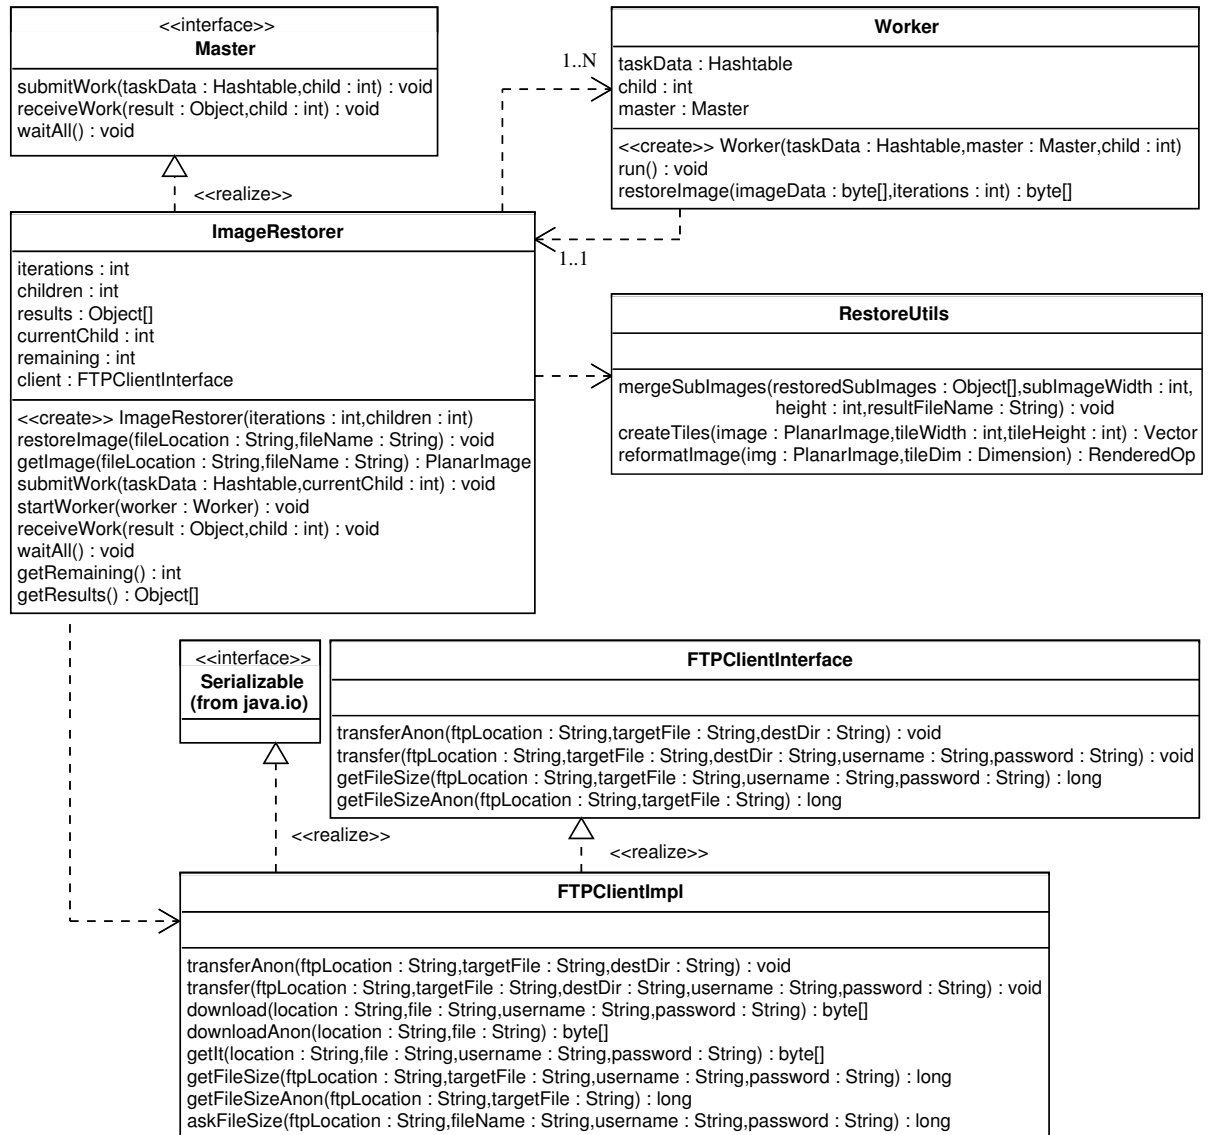 <<interface>>
Master
submitWork(taskData : Hashtable,child : int) : void
receiveWork(result : Object,child : int) : void
waitAll() : void
<<realize>>
1..N
Worker
taskData : Hashtable
child : int
master : Master
<<create>> Worker(taskData : Hashtable,master : Master,child : int)
run() : void
restoreImage(imageData : byte[],iterations : int) : byte[]
1..1
ImageRestorer
iterations : int
children : int
results : Object[]
currentChild : int
remaining : int
client : FTPClientInterface
<<create>> ImageRestorer(iterations : int,children : int)
restoreImage(fileLocation : String,fileName : String) : void
getImage(fileLocation : String,fileName : String) : PlanarImage
submitWork(taskData : Hashtable,currentChild : int) : void
startWorker(worker : Worker) : void
receiveWork(result : Object,child : int) : void
waitAll() : void
getRemaining() : int
getResults() : Object[]
RestoreUtils
mergeSubImages(restoredSubImages : Object[],subImageWidth : int,
height : int,resultFileName : String) : void
createTiles(image : PlanarImage,tileWidth : int,tileHeight : int) : Vector
reformatImage(img : PlanarImage,tileDim : Dimension) : RenderedOp
<<interface>>
Serializable
(from java.io)
<<realize>>
FTPClientInterface
transferAnon(ftpLocation : String,targetFile : String,destDir : String) : void
transfer(ftpLocation : String,targetFile : String,destDir : String,username : String,password : String) : void
getFileSize(ftpLocation : String,targetFile : String,username : String,password : String) : long
getFileSizeAnon(ftpLocation : String,targetFile : String) : long
<<realize>>
FTPClientImpl
transferAnon(ftpLocation : String,targetFile : String,destDir : String) : void
transfer(ftpLocation : String,targetFile : String,destDir : String,username : String,password : String) : void
download(location : String,file : String,username : String,password : String) : byte[]
downloadAnon(location : String,file : String) : byte[]
getIt(location : String,file : String,username : String,password : String) : byte[]
getFileSize(ftpLocation : String,targetFile : String,username : String,password : String) : long
getFileSizeAnon(ftpLocation : String,targetFile : String) : long
askFileSize(ftpLocation : String,fileName : String,username : String,password : String) : long